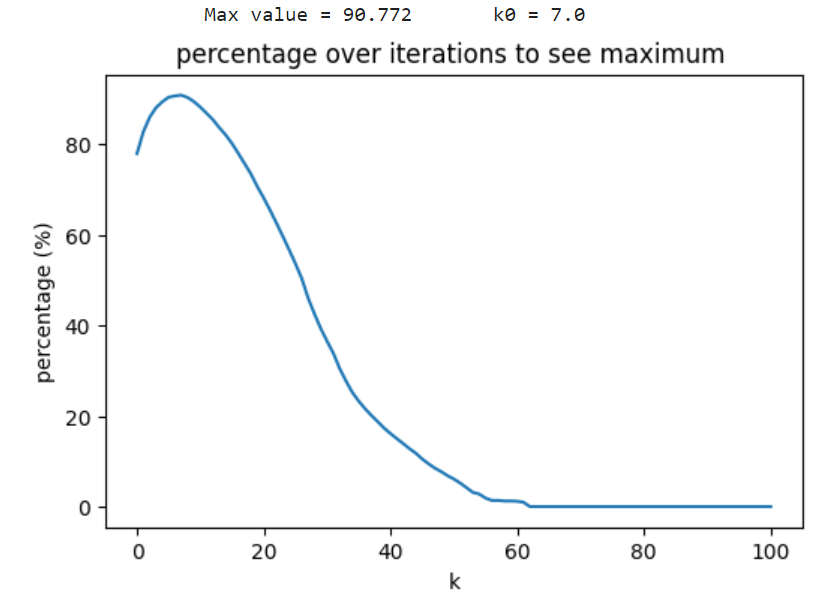 Max value = 90.772 k0 = 7.0
percentage over iterations to see maximum
percentage (%)
80
60
40
20
0
0 20 40 60 80 100
k